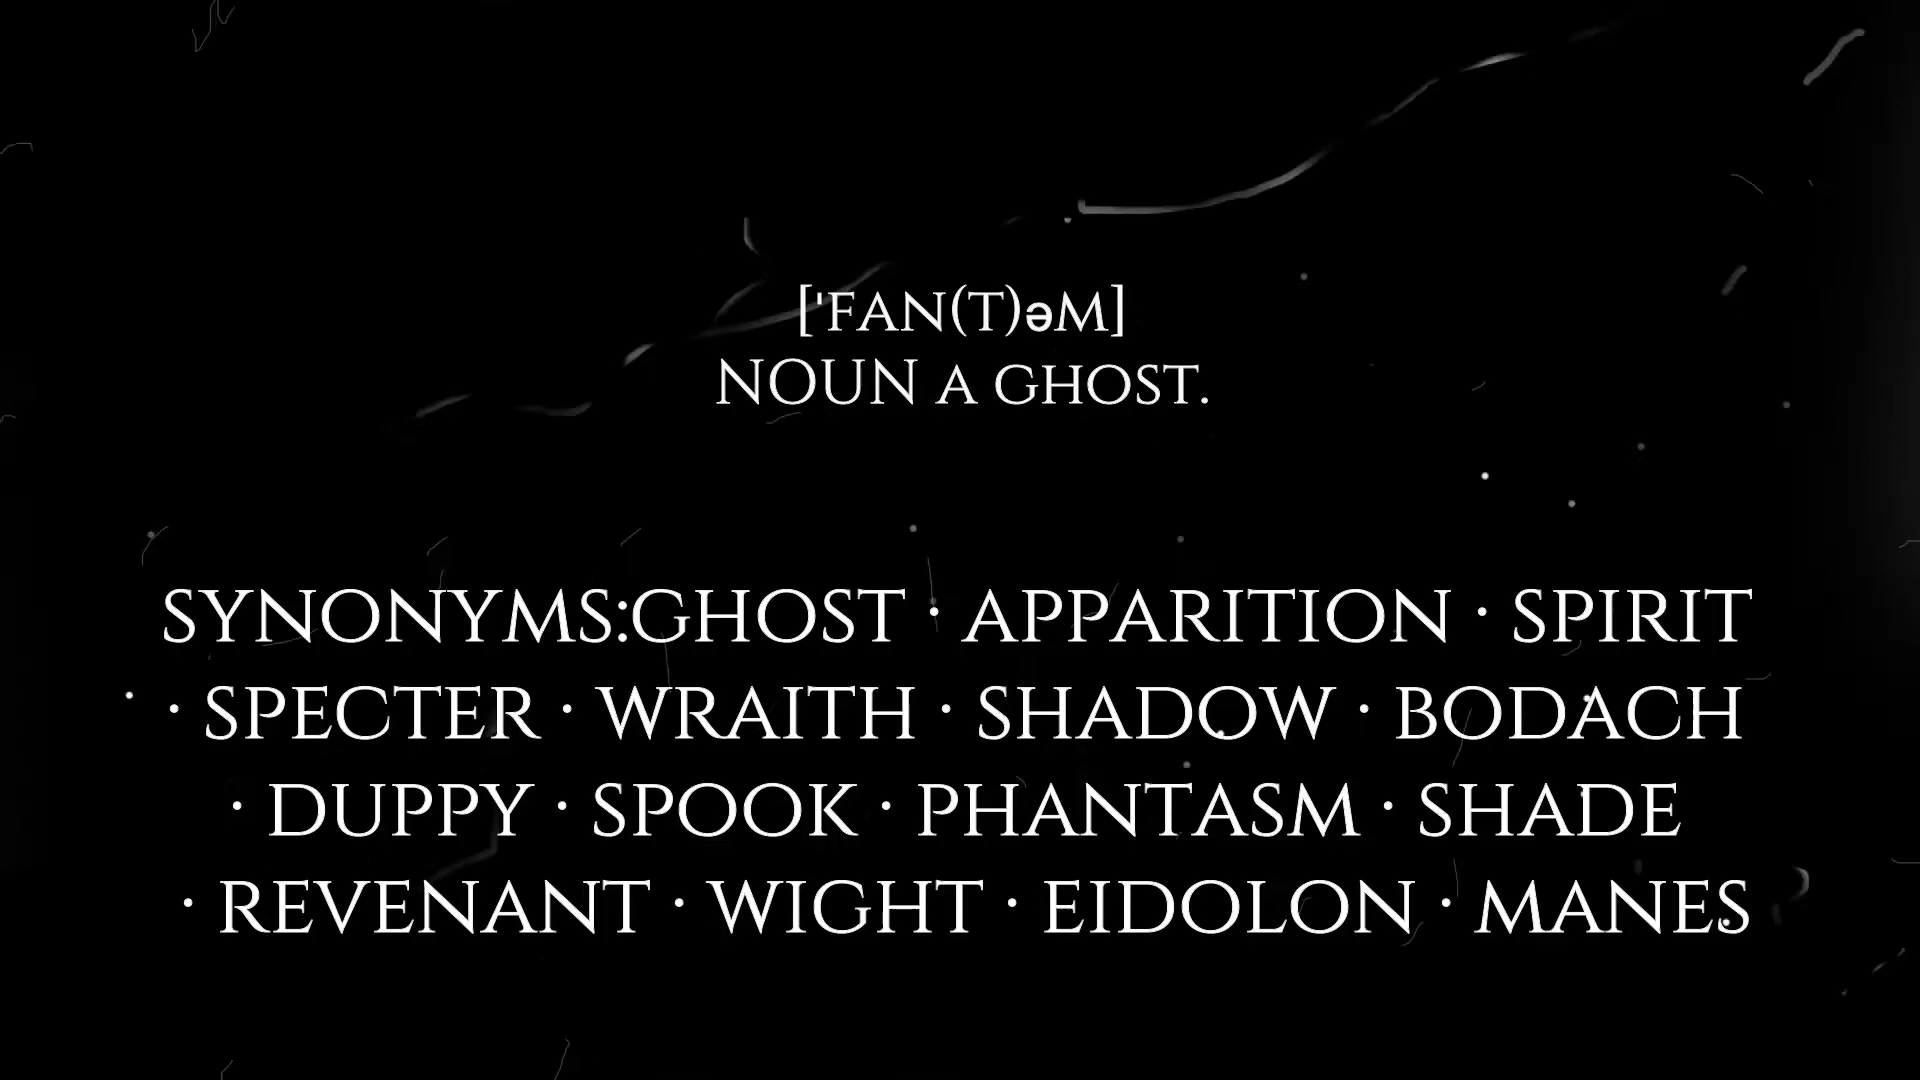 [ˈFAN(T)əM]
NOUN A GHOST.
SYNONYMS:GHOST · APPARITION · SPIRIT
· SPECTER · WRAITH · SHADOW · BODACH
· DUPPY · SPOOK · PHANTASM · SHADE
· REVENANT · WIGHT · EIDOLON · MANES